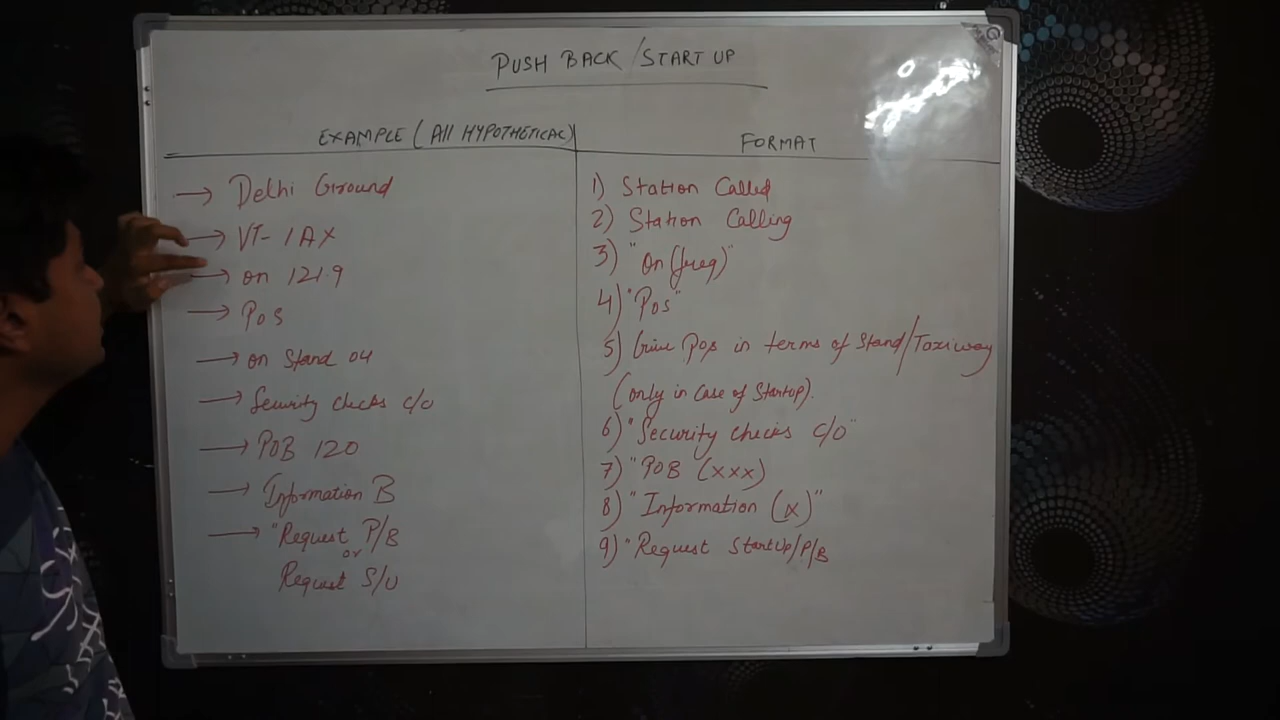 PUSH BACK / START UP
EXAMPLE (All HYPOTHETICAL)
→ Delhi Ground
→ VT- 1AX
→ on 121.9
→ Pos
→ on Stand 04
→ Security checks c/o
→ POB 120
→ Information B
→ "Request P/B
or
Request S/U
FORMAT
1) Station Called
2) Station Calling
3) "On (freq)"
4) "Pos"
5) Give Pos in terms of Stand/Taxiway
(only in case of Startup).
6) "Security checks c/o"
7) "POB (xxx)
8) "Information (x)"
9) "Request StartUp/P/B